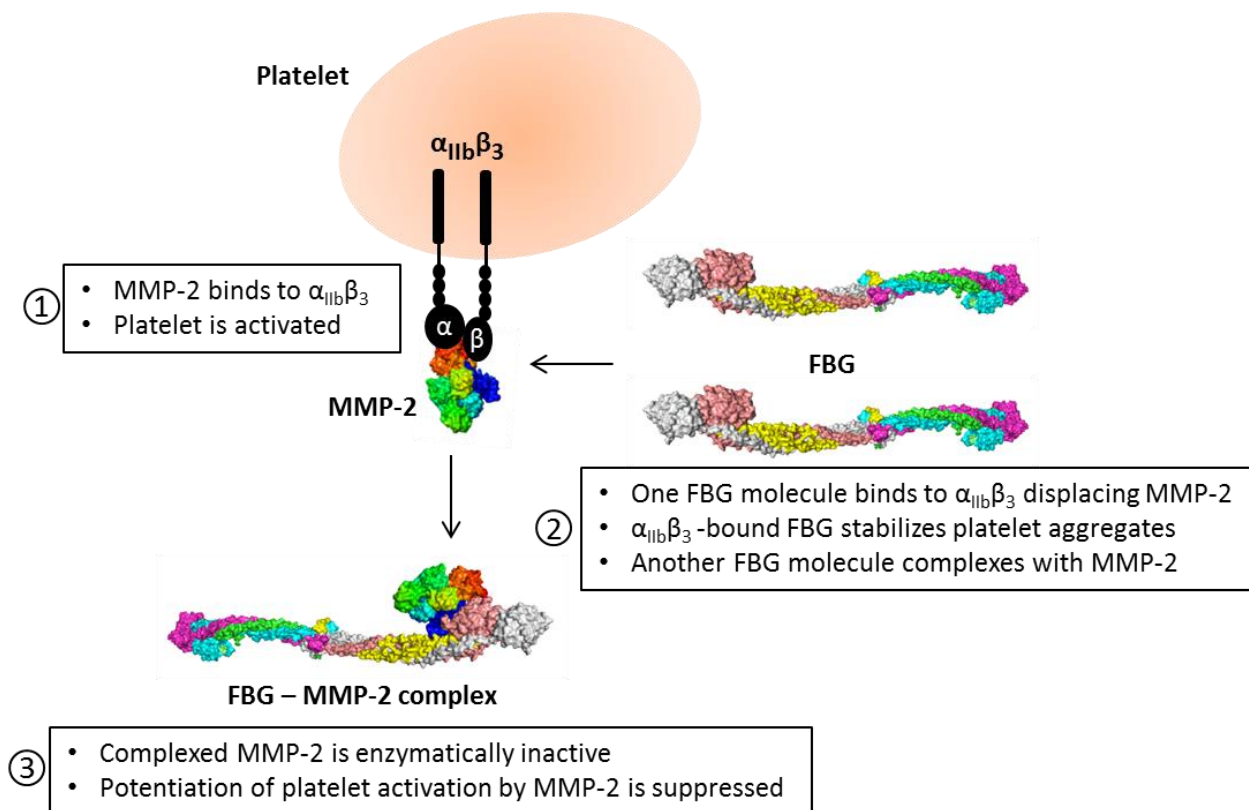 Platelet
αIIbβ3
① • MMP-2 binds to αIIbβ3
• Platelet is activated
α
β
MMP-2
FBG
② • One FBG molecule binds to αIIbβ3 displacing MMP-2
• αIIbβ3 -bound FBG stabilizes platelet aggregates
• Another FBG molecule complexes with MMP-2
FBG – MMP-2 complex
③ • Complexed MMP-2 is enzymatically inactive
• Potentiation of platelet activation by MMP-2 is suppressed